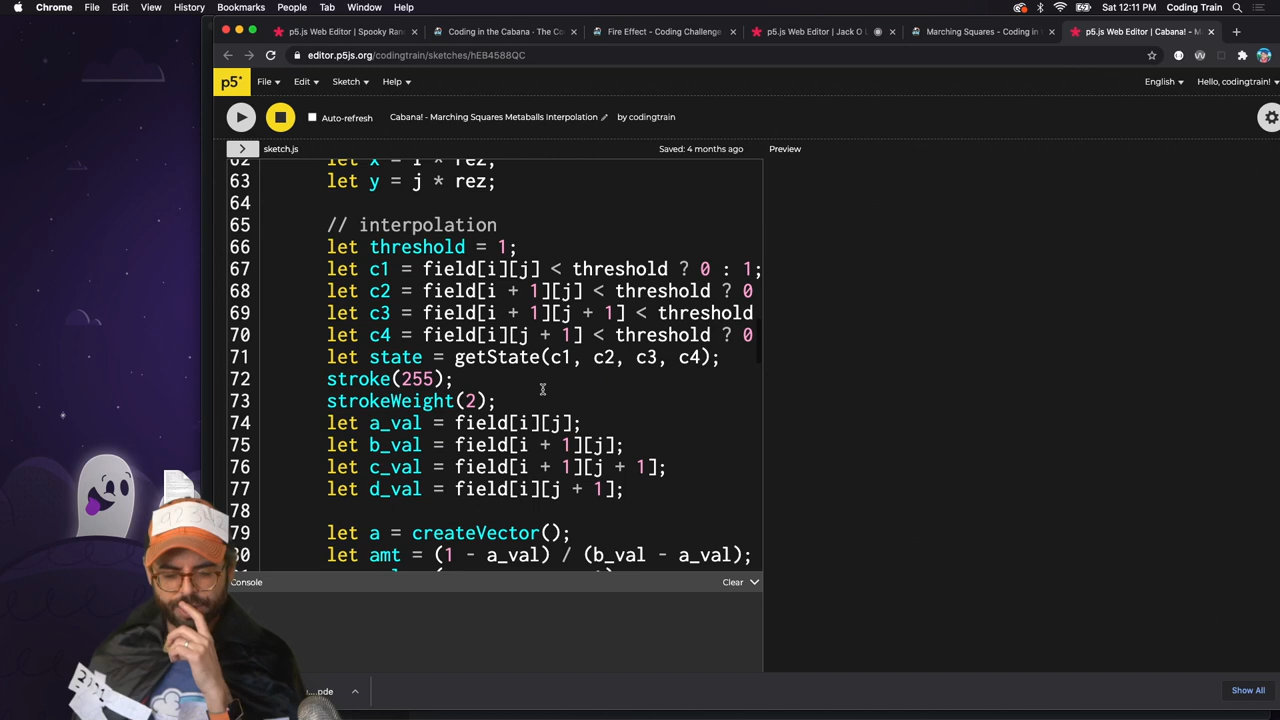 Chrome File Edit View History Bookmarks People Tab Window Help Sat 12:11 PM Coding Train
p5.js Web Editor | Spooky Ran Coding in the Cabana · The Co Fire Effect - Coding Challenge p5.js Web Editor | Jack O L Marching Squares - Coding in p5.js Web Editor | Cabana! - M
editor.p5js.org/codingtrain/sketches/hEB4588QC
p5* File Edit Sketch Help English Hello, codingtrain!
Auto-refresh Cabana! - Marching Squares Metaballs Interpolation by codingtrain
sketch.js Saved: 4 months ago Preview
62 let x = i * rez;
63 let y = j * rez;
64
65 // interpolation
66 let threshold = 1;
67 let c1 = field[i][j] < threshold ? 0 : 1;
68 let c2 = field[i + 1][j] < threshold ? 0
69 let c3 = field[i + 1][j + 1] < threshold
70 let c4 = field[i][j + 1] < threshold ? 0
71 let state = getState(c1, c2, c3, c4);
72 stroke(255);
73 strokeWeight(2);
74 let a_val = field[i][j];
75 let b_val = field[i + 1][j];
76 let c_val = field[i + 1][j + 1];
77 let d_val = field[i][j + 1];
78
79 let a = createVector();
80 let amt = (1 - a_val) / (b_val - a_val);
Console Clear
92342
....pde Show All